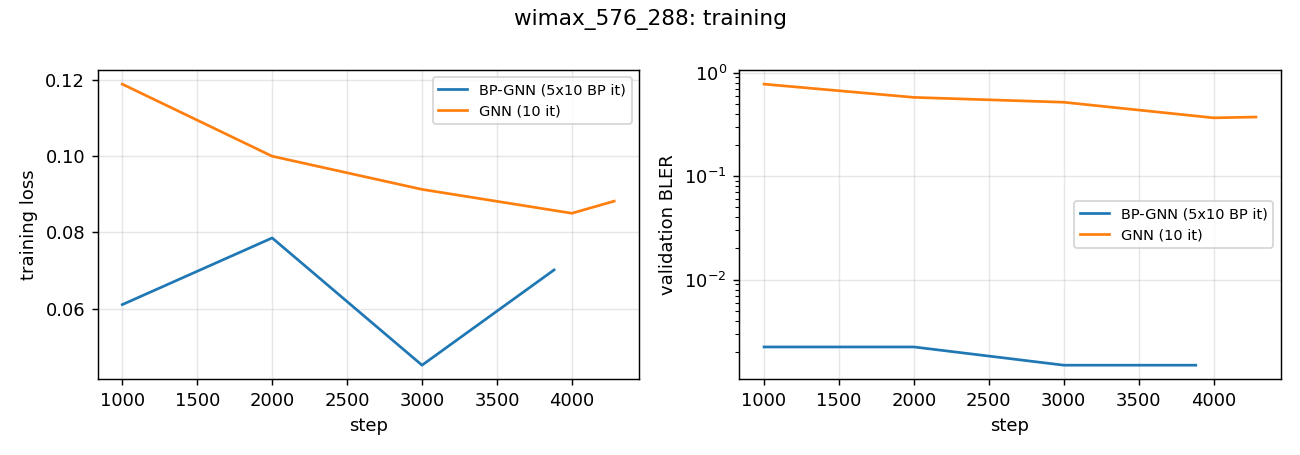 wimax_576_288: training
training loss
0.12
0.10
0.08
0.06
BP-GNN (5x10 BP it)
GNN (10 it)
1000 1500 2000 2500 3000 3500 4000
step
validation BLER
10⁰
10⁻¹
10⁻²
BP-GNN (5x10 BP it)
GNN (10 it)
1000 1500 2000 2500 3000 3500 4000
step